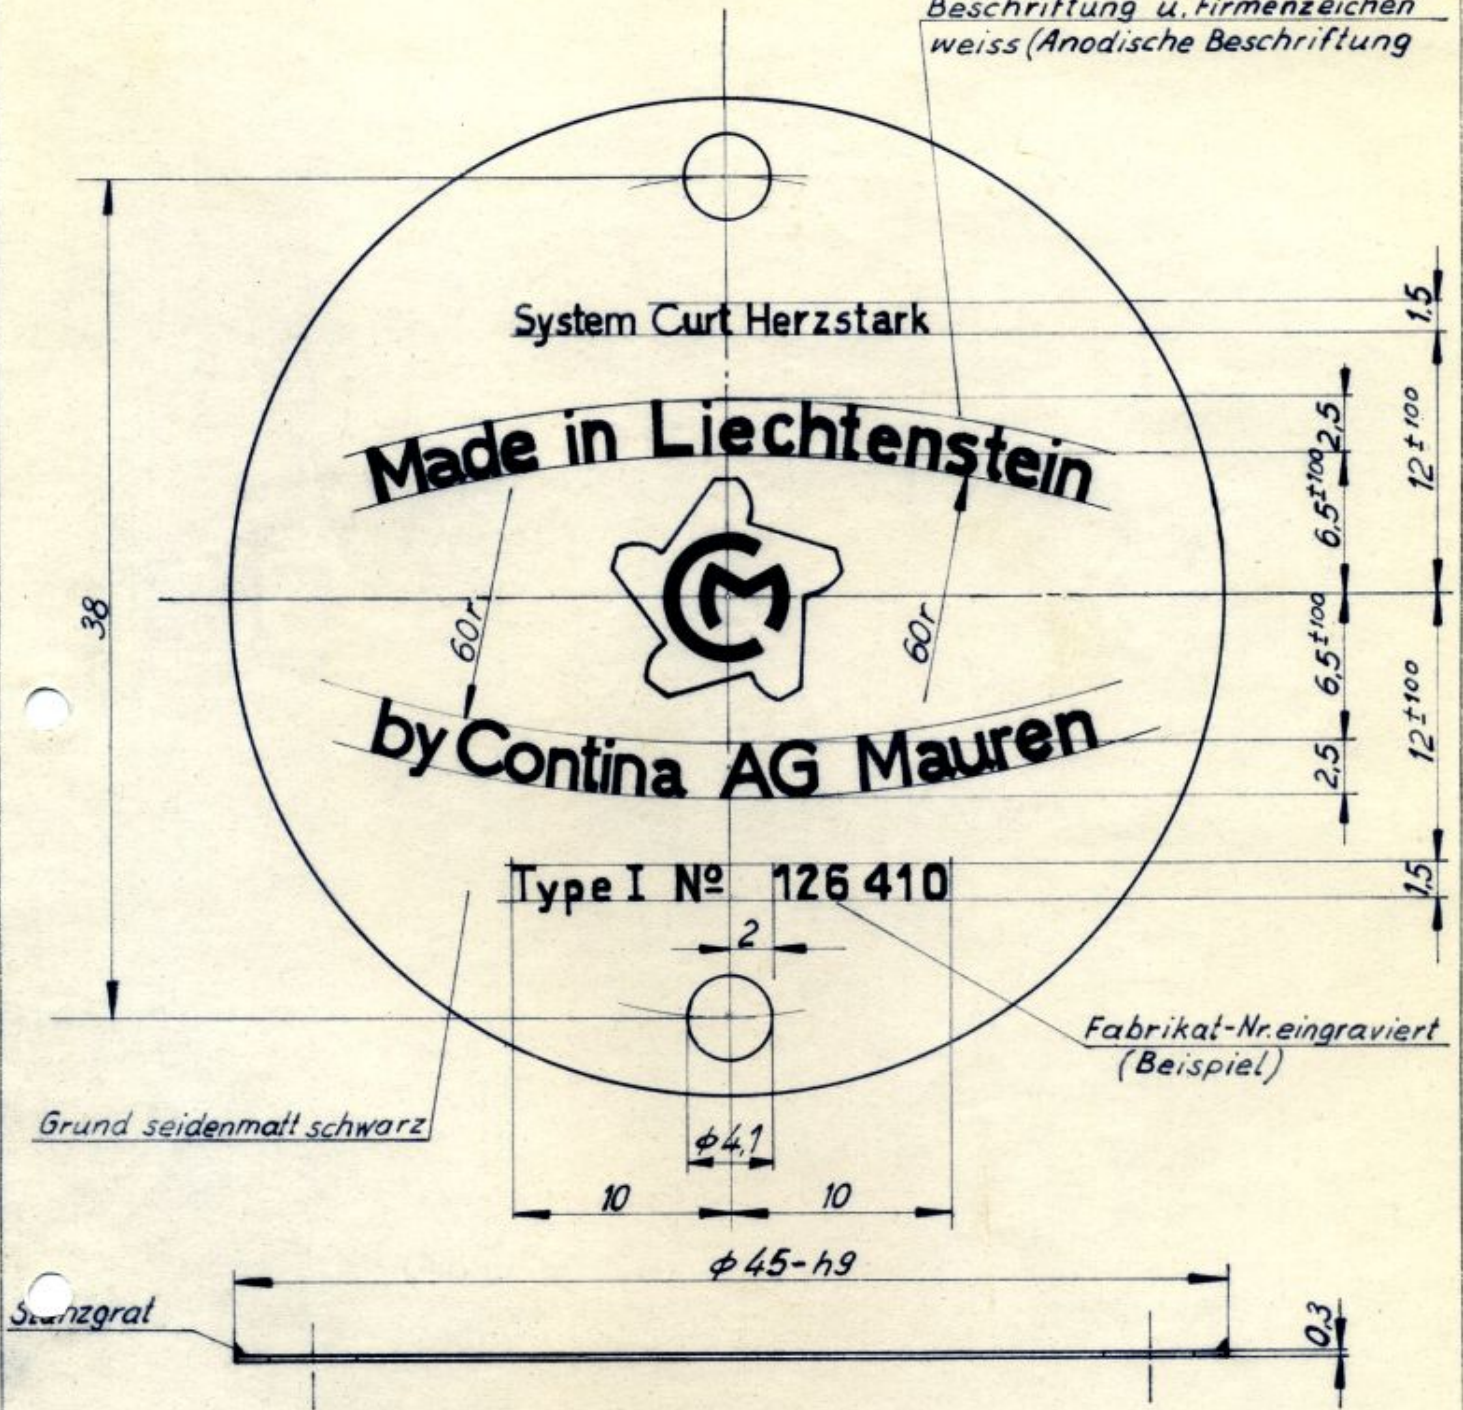 Beschriftung u. Firmenzeichen
weiss (Anodische Beschriftung
System Curt Herzstark
1,5
Made in Liechtenstein
2,5
12±100
6,5±100
CM
38
60r
60r
6,5±100
12±100
by Contina AG Mauren
2,5
Type I Nº 126 410
1,5
2
Fabrikat-Nr. eingraviert
(Beispiel)
Grund seidenmatt schwarz
ϕ4,1
10
10
ϕ 45-h9
Stanzgrat
0,3